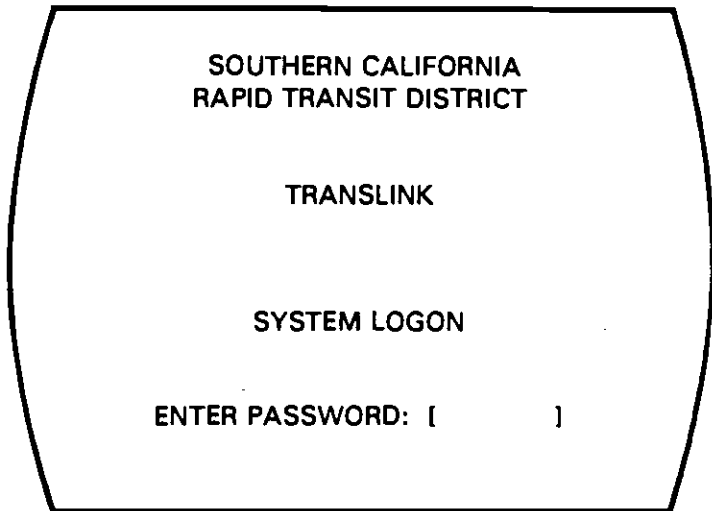 SOUTHERN CALIFORNIA
RAPID TRANSIT DISTRICT
TRANSLINK
SYSTEM LOGON
ENTER PASSWORD: [ ]